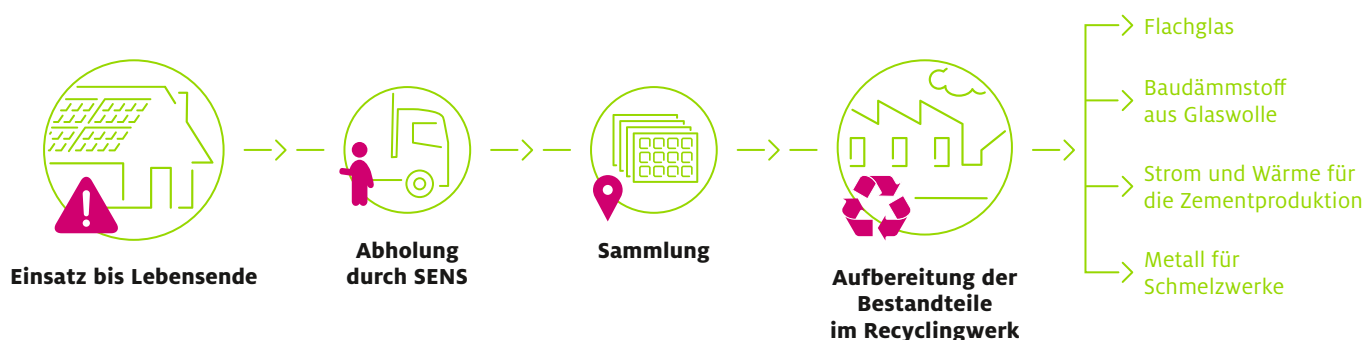 Einsatz bis Lebensende
Abholung
durch SENS
Sammlung
Aufbereitung der
Bestandteile
im Recyclingwerk
Flachglas
Baudämmstoff
aus Glaswolle
Strom und Wärme für
die Zementproduktion
Metall für
Schmelzwerke